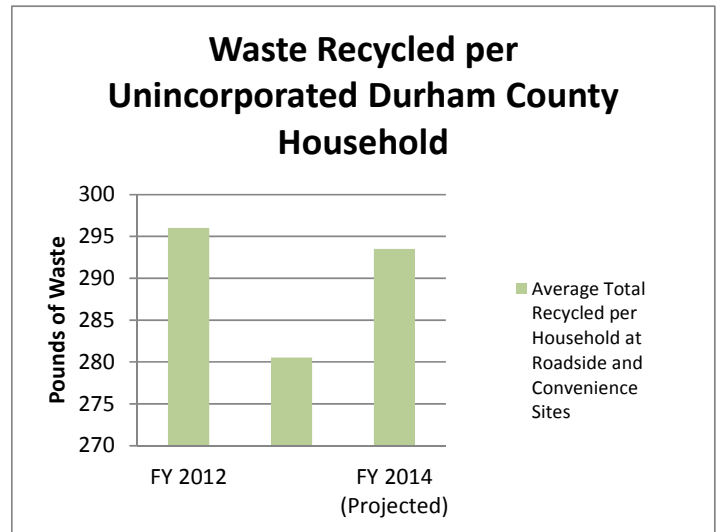 Waste Recycled per
Unincorporated Durham County
Household
300
295
290
285
280
275
270
Pounds of Waste
FY 2012
FY 2014
(Projected)
Average Total
Recycled per
Household at
Roadside and
Convenience
Sites